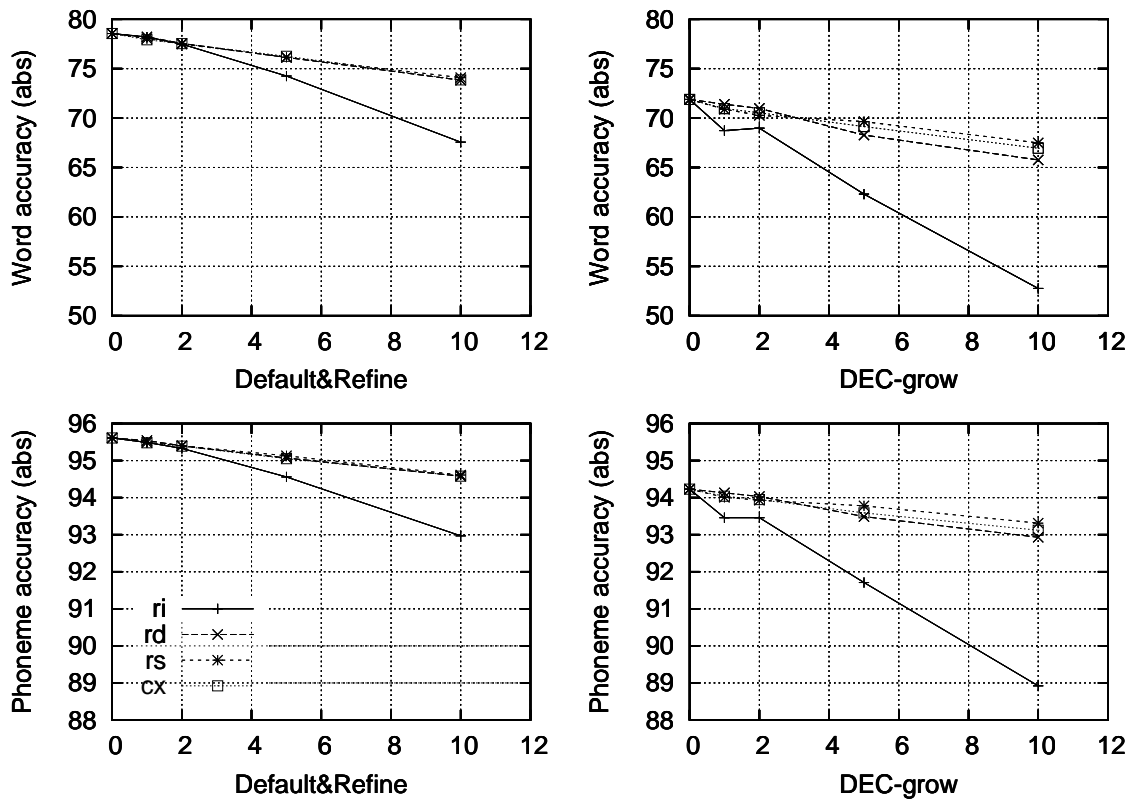 Word accuracy (abs)
80
75
70
65
60
55
50
0 2 4 6 8 10 12
Default&Refine
Word accuracy (abs)
80
75
70
65
60
55
50
0 2 4 6 8 10 12
DEC-grow
Phoneme accuracy (abs)
96
95
94
93
92
91
90
89
88
ri
rd
rs
cx
0 2 4 6 8 10 12
Default&Refine
Phoneme accuracy (abs)
96
95
94
93
92
91
90
89
88
0 2 4 6 8 10 12
DEC-grow